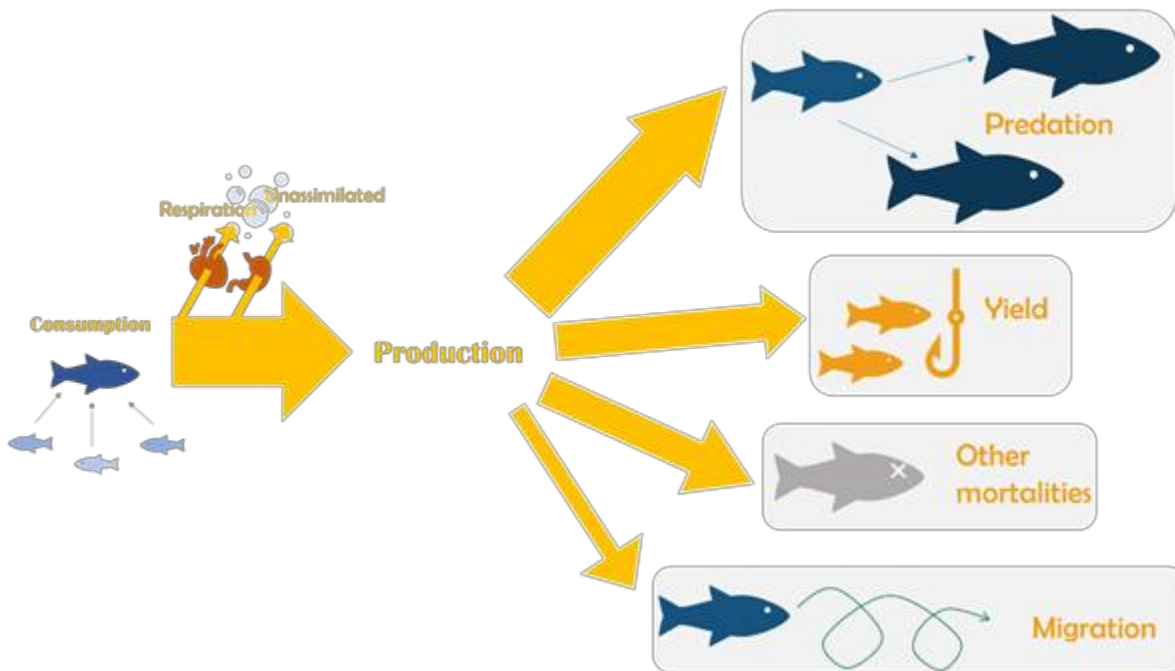 Predation
Unassimilated
Respiration
Yield
Consumption
Production
Other
mortalities
Migration